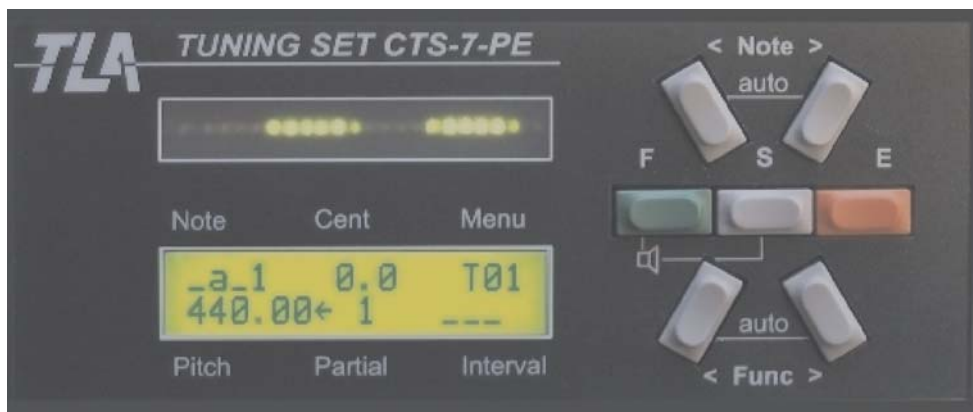 TLA
TUNING SET CTS-7-PE
< Note >
auto
F S E
Note Cent Menu
_a_1 0.0 T01
440.00← 1 ___
Pitch Partial Interval
auto
< Func >